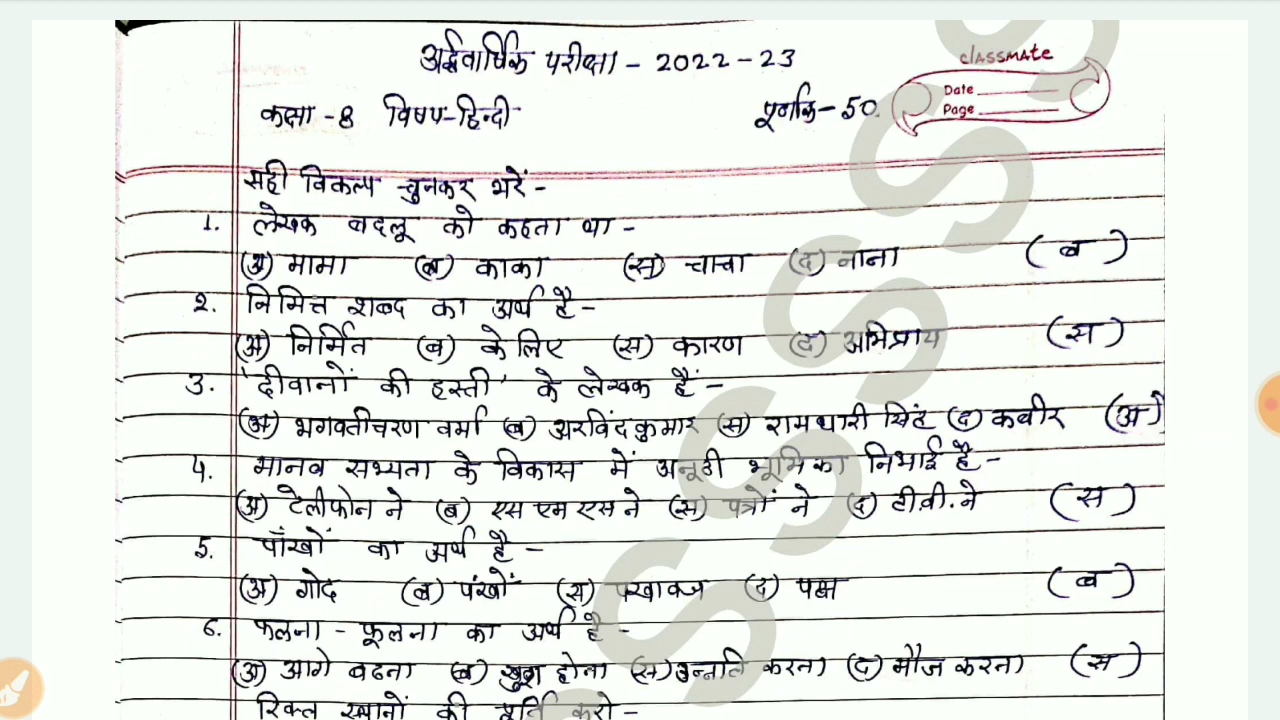 अर्द्धवार्षिक परीक्षा - 2022-23
classmate
Date
Page
कक्षा - 8 विषय-हिन्दी पूर्णांक-50
सही विकल्प चुनकर भरें -
1. लेखक बदलू को कहता था -
(अ) मामा (ब) काका (स) चाचा (द) नाना (ब)
2. निमित्त शब्द का अर्थ है -
(अ) निर्मित (ब) के लिए (स) कारण (द) अभिप्राय (स)
3. 'दीवानों की हस्ती' के लेखक हैं -
(अ) भगवतीचरण वर्मा (ब) अरविंद कुमार (स) रामधारी सिंह (द) कबीर (अ)
4. मानव सभ्यता के विकास में अनूठी भूमिका निभाई है -
(अ) टेलीफोन ने (ब) एस एम एस ने (स) पत्रों ने (द) टी.वी. ने (स)
5. पाँखों का अर्थ है -
(अ) गोद (ब) पंखों (स) पखावज (द) पक्ष (ब)
6. फलना - फूलना का अर्थ है -
(अ) आगे बढना (ब) खुश होना (स) उन्नति करना (द) मौज करना (स)
रिक्त स्थानों की पूर्ति करो -